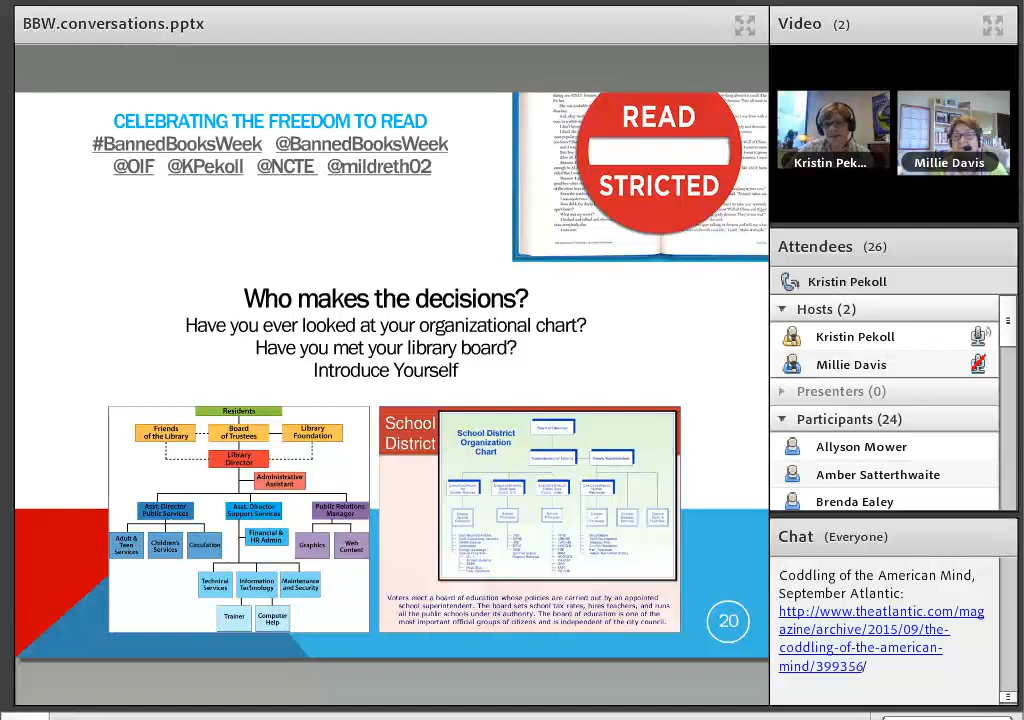 BBW.conversations.pptx
CELEBRATING THE FREEDOM TO READ
#BannedBooksWeek @BannedBooksWeek
@OIF @KPekoll @NCTE @mildreth02
READ
STRICTED
Who makes the decisions?
Have you ever looked at your organizational chart?
Have you met your library board?
Introduce Yourself
Residents
Friends
of the Library
Board
of Trustees
Library
Foundation
Library
Director
Administrative
Assistant
Asst. Director
Public Services
Asst. Director
Support Services
Public Relations
Manager
Adult &
Teen
Services
Children's
Services
Circulation
Financial &
HR Admin
Graphics
Web
Content
Technical
Services
Information
Technology
Maintenance
and Security
Trainer
Computer
Help
School
District
School District
Organization
Chart
Board of Education
Voters elect a board of education whose policies are carried out by an appointed
school superintendent. The board sets school tax rates, hires teachers, and runs
all the public schools under its authority. The board of education is one of the
most important official groups of citizens and is independent of the city council.
20
Video (2)
Kristin Pek...
Millie Davis
Attendees (26)
Kristin Pekoll
Hosts (2)
Kristin Pekoll
Millie Davis
Presenters (0)
Participants (24)
Allyson Mower
Amber Satterthwaite
Brenda Ealey
Chat (Everyone)
Coddling of the American Mind,
September Atlantic:
http://www.theatlantic.com/mag
azine/archive/2015/09/the-
coddling-of-the-american-
mind/399356/